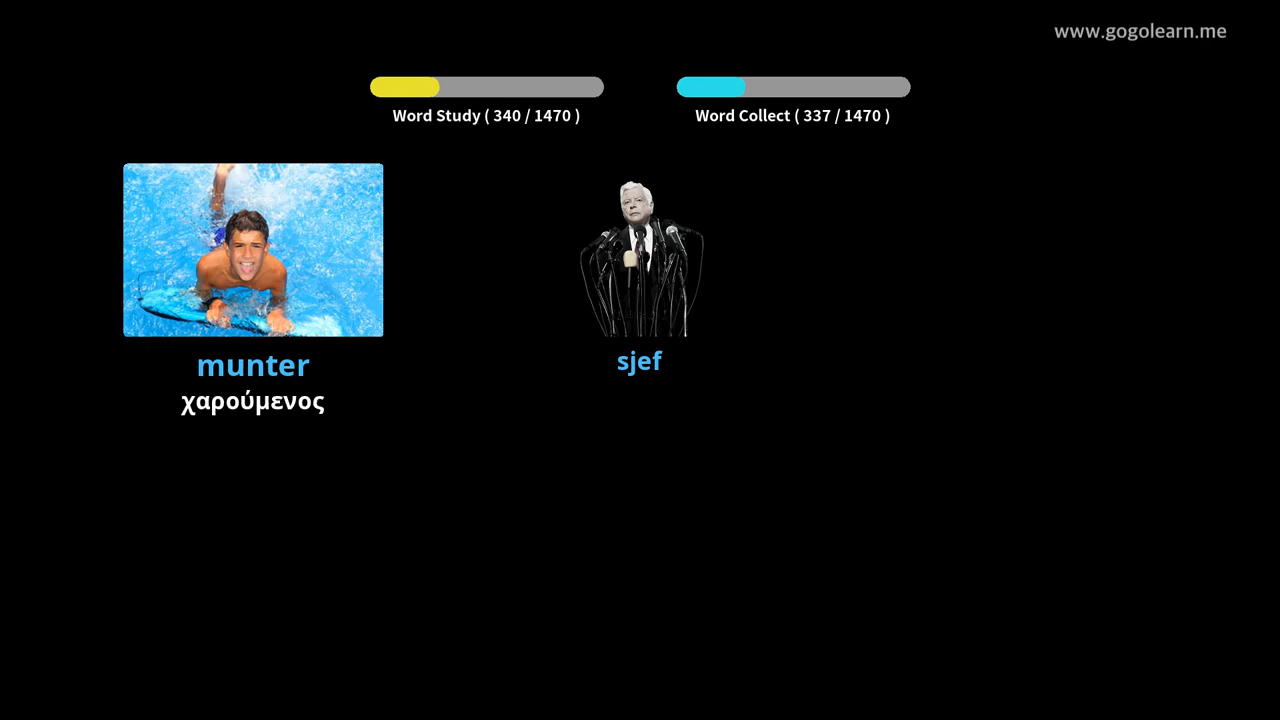 www.gogolearn.me
Word Study ( 340 / 1470 )
Word Collect ( 337 / 1470 )
munter
χαρούμενος
sjef